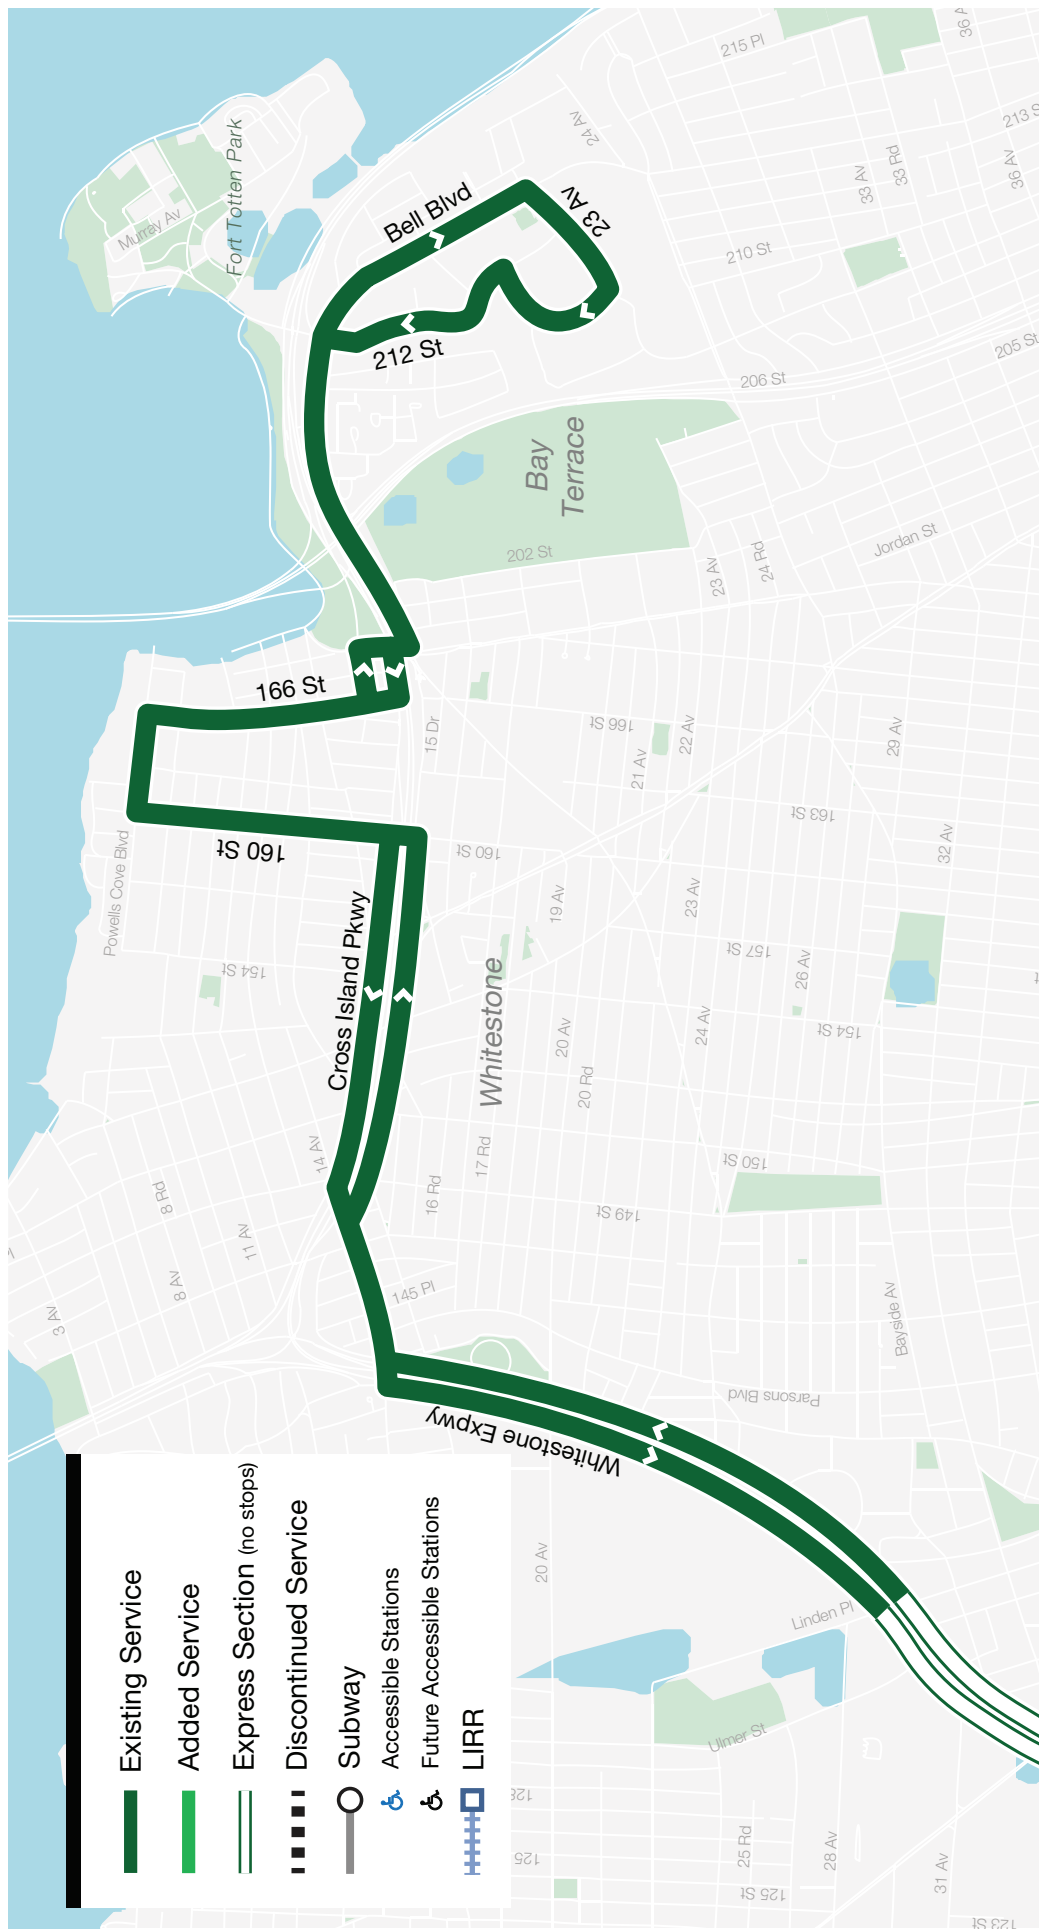 Existing Service
Added Service
Express Section (no stops)
Discontinued Service
Subway
Accessible Stations
Future Accessible Stations
LIRR
Murray Av
Fort Totten Park
Bell Blvd
23 Av
212 St
24 Av
215 Pl
36 Av
213 S
33 Av
33 Rd
36 Av
210 St
206 St
205 St
Bay
Terrace
202 St
23 Av
24 Rd
Jordan St
166 St
15 Dr
166 St
21 Av
22 Av
29 Av
163 St
160 St
160 St
Powells Cove Blvd
154 St
Cross Island Pkwy
Whitestone
19 Av
23 Av
32 Av
157 St
26 Av
154 St
20 Av
20 Rd
24 Av
14 Av
17 Rd
16 Rd
150 St
149 St
8 Rd
11 Av
8 Av
3 Av
145 Pl
Bayside Av
Parsons Blvd
Whitestone Expwy
20 Av
Linden Pl
Ulmer St
128
125
25 Rd
28 Av
31 Av
125 St
123 St